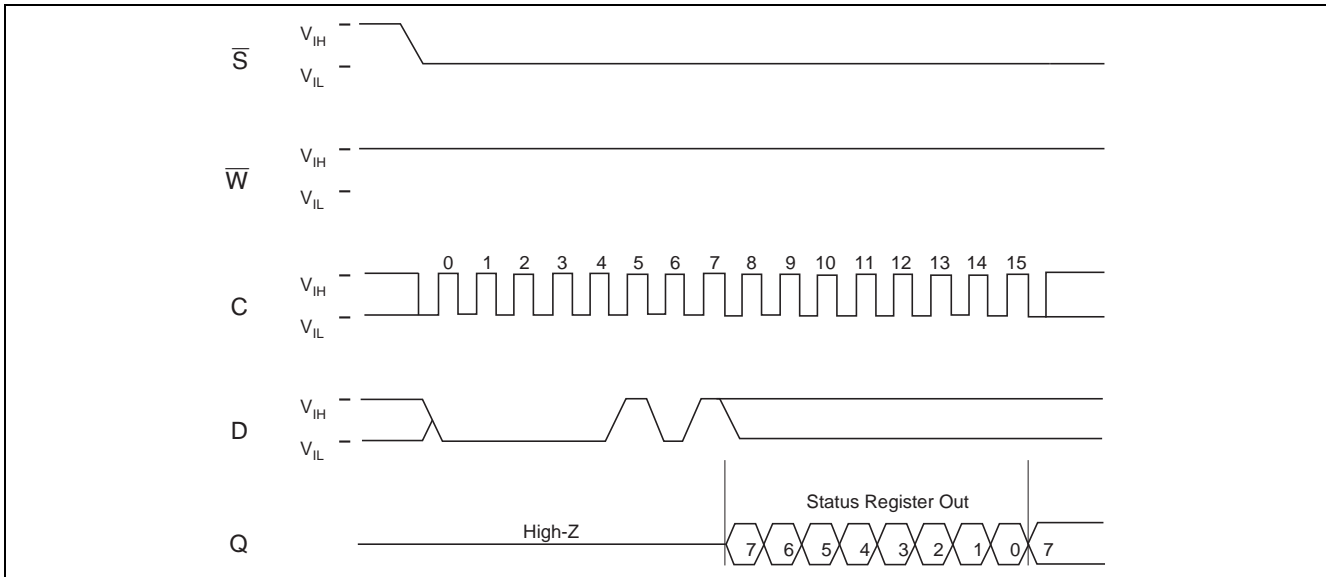 S̅
V_IH
V_IL
W̅
V_IH
V_IL
0 1 2 3 4 5 6 7 8 9 10 11 12 13 14 15
C
V_IH
V_IL
D
V_IH
V_IL
Status Register Out
Q
High-Z
7 6 5 4 3 2 1 0 7